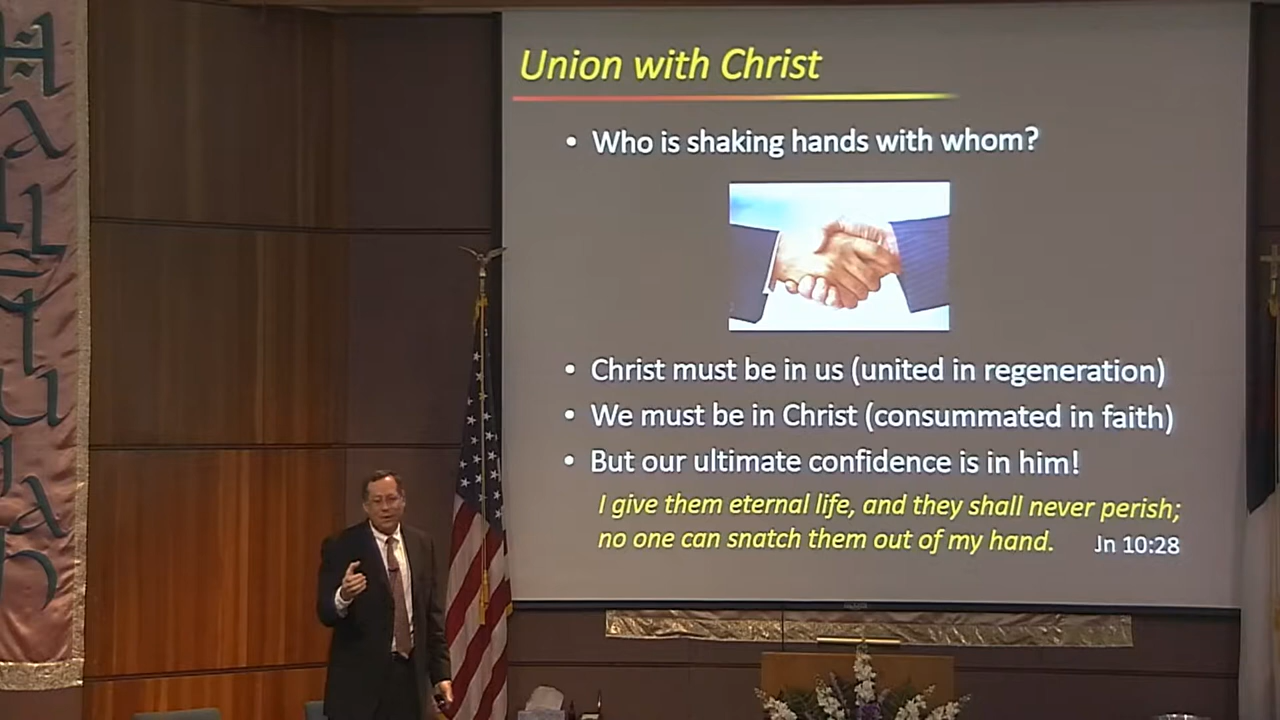 Hallelujah
Union with Christ
• Who is shaking hands with whom?
• Christ must be in us (united in regeneration)
• We must be in Christ (consummated in faith)
• But our ultimate confidence is in him!
I give them eternal life, and they shall never perish;
no one can snatch them out of my hand. Jn 10:28